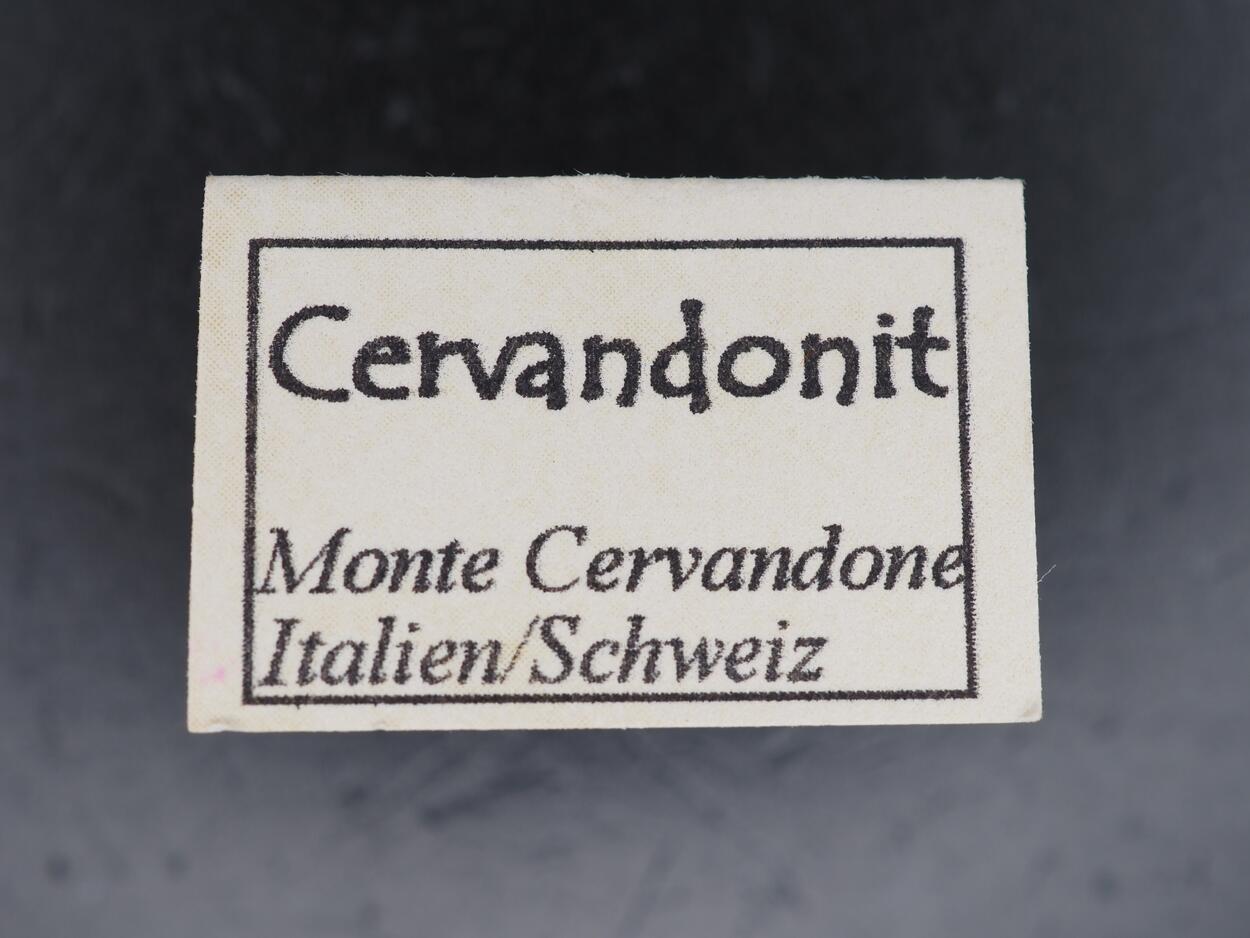 Cervandonit
Monte Cervandone
Italien/Schweiz